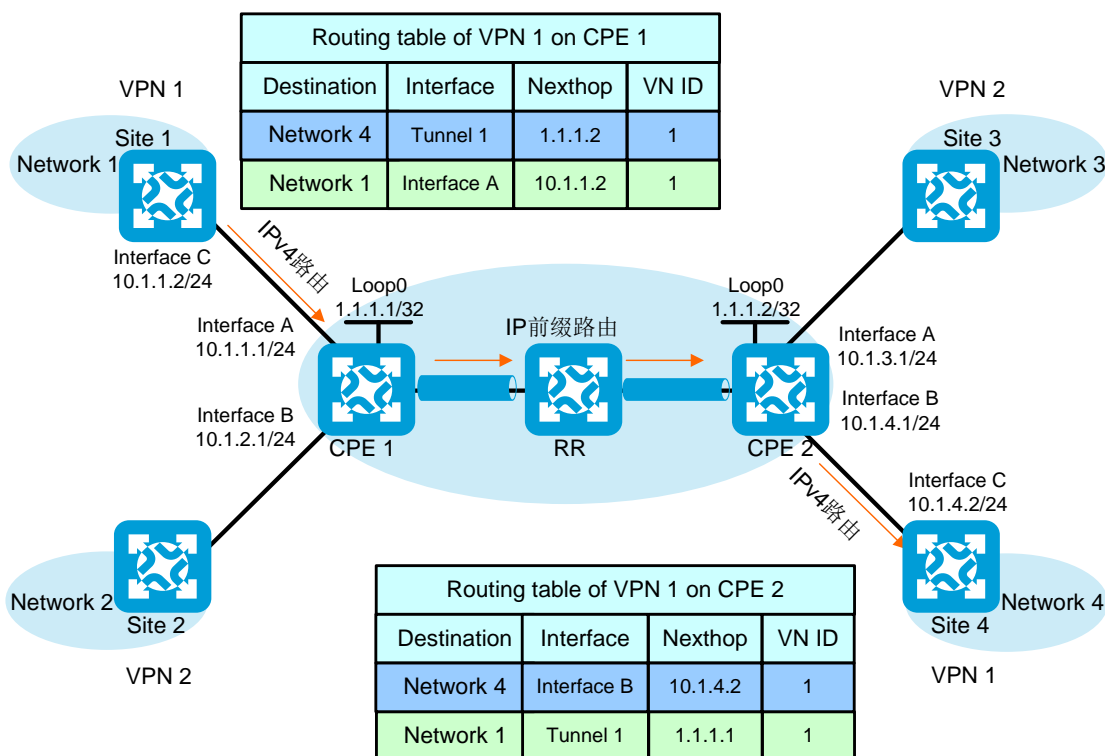 Routing table of VPN 1 on CPE 1
Destination Interface Nexthop VN ID
Network 4 Tunnel 1 1.1.1.2 1
Network 1 Interface A 10.1.1.2 1
VPN 1
Site 1
Network 1
Interface C
10.1.1.2/24
IPv4路由
VPN 2
Site 3
Network 3
Loop0
1.1.1.1/32
Loop0
1.1.1.2/32
IP前缀路由
Interface A
10.1.1.1/24
Interface A
10.1.3.1/24
Interface B
10.1.2.1/24
Interface B
10.1.4.1/24
CPE 1
RR
CPE 2
IPv4路由
Interface C
10.1.4.2/24
Network 2
Site 2
VPN 2
Network 4
Site 4
VPN 1
Routing table of VPN 1 on CPE 2
Destination Interface Nexthop VN ID
Network 4 Interface B 10.1.4.2 1
Network 1 Tunnel 1 1.1.1.1 1